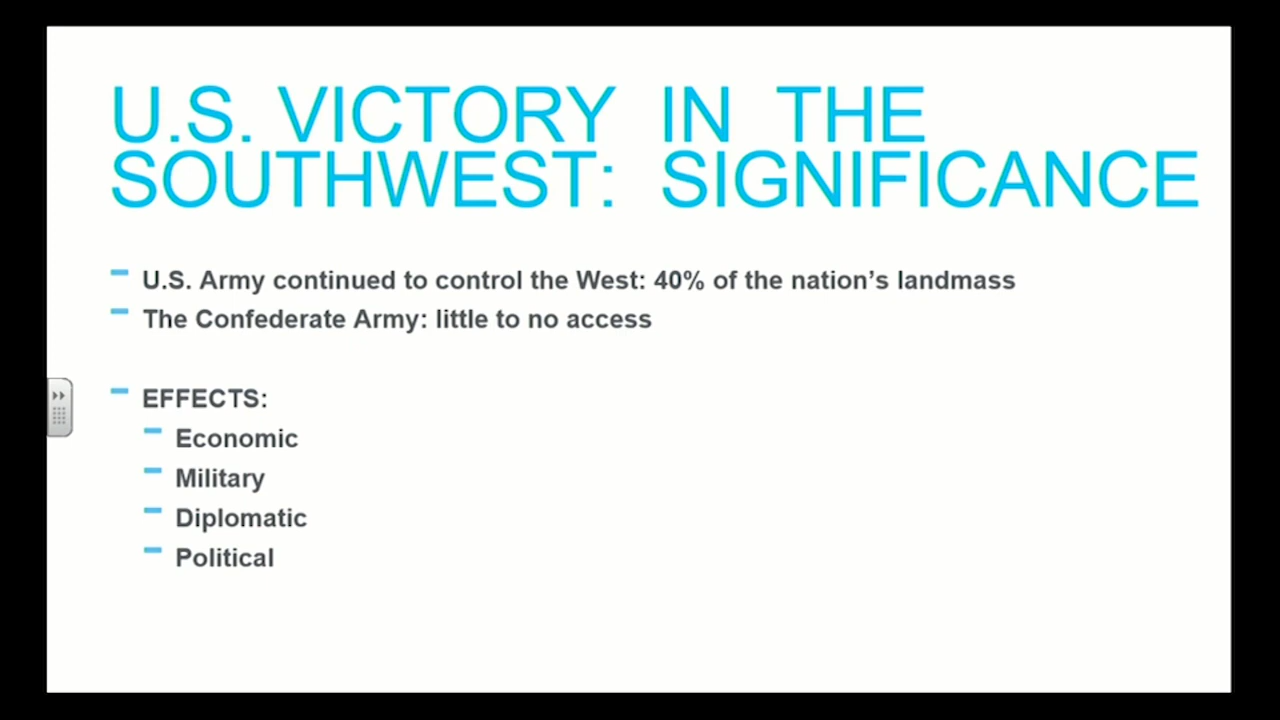 U.S. VICTORY IN THE
SOUTHWEST: SIGNIFICANCE
U.S. Army continued to control the West: 40% of the nation’s landmass
The Confederate Army: little to no access
EFFECTS:
Economic
Military
Diplomatic
Political